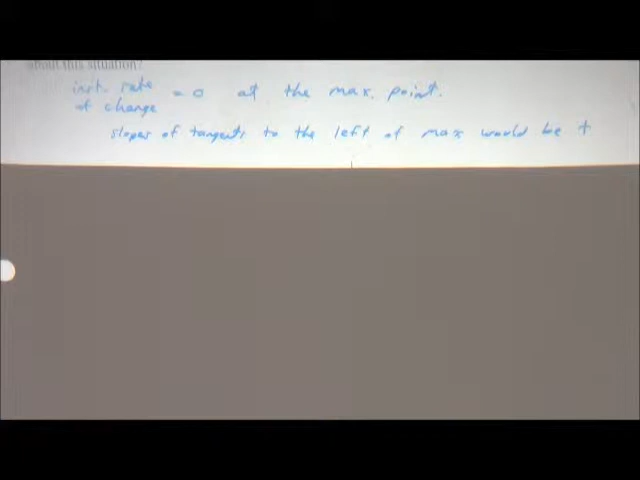 about this situation?
inst. rate
of change = 0 at the max. point.
slopes of tangents to the left of max would be +